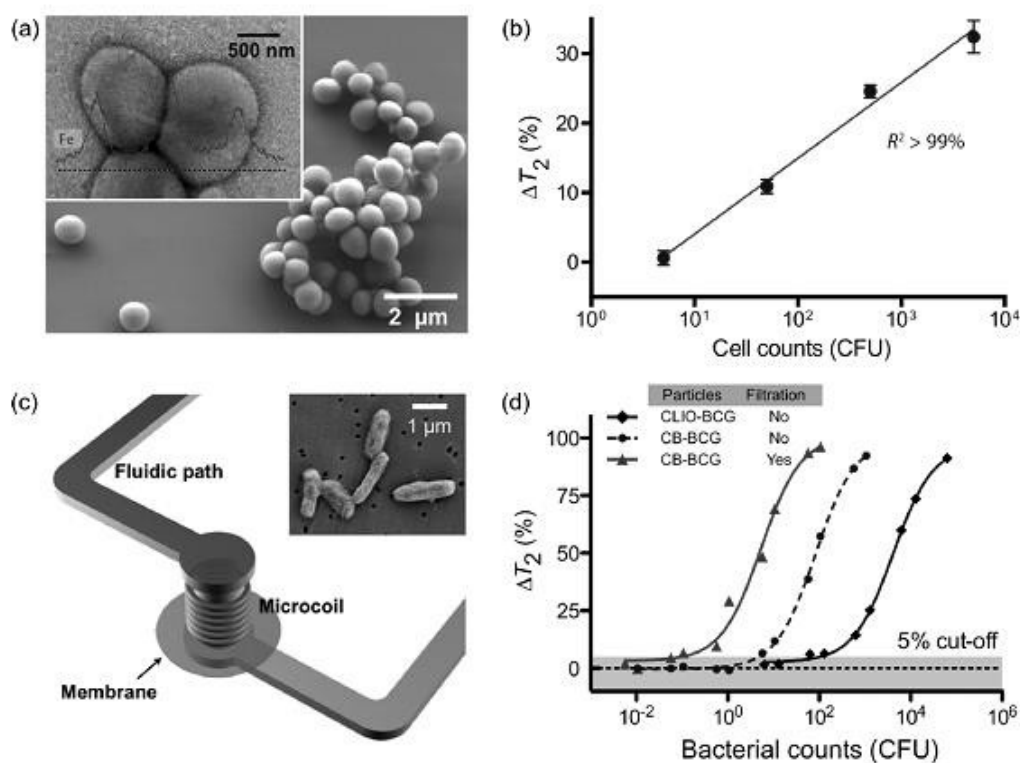 (a)
500 nm
Fe
2 μm
(b)
ΔT₂ (%)
30
20
10
0
R² > 99%
10⁰ 10¹ 10² 10³ 10⁴
Cell counts (CFU)
(c)
Fluidic path
Microcoil
Membrane
1 μm
(d)
Particles Filtration
CLIO-BCG No
CB-BCG No
CB-BCG Yes
ΔT₂ (%)
100
75
50
25
0
5% cut-off
10⁻² 10⁰ 10² 10⁴ 10⁶
Bacterial counts (CFU)